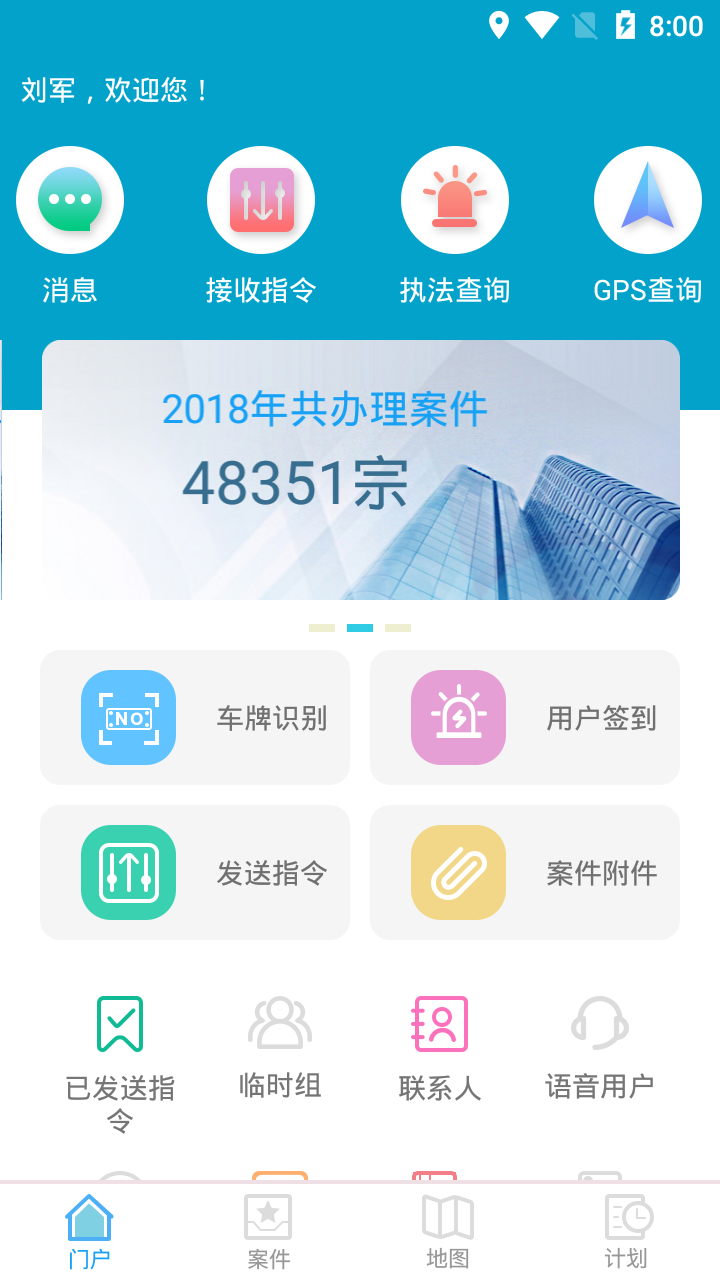 8:00
刘军，欢迎您！
消息
接收指令
执法查询
GPS查询
2018年共办理案件
48351宗
NO
车牌识别
用户签到
发送指令
案件附件
已发送指
令
临时组
联系人
语音用户
门户
案件
地图
计划